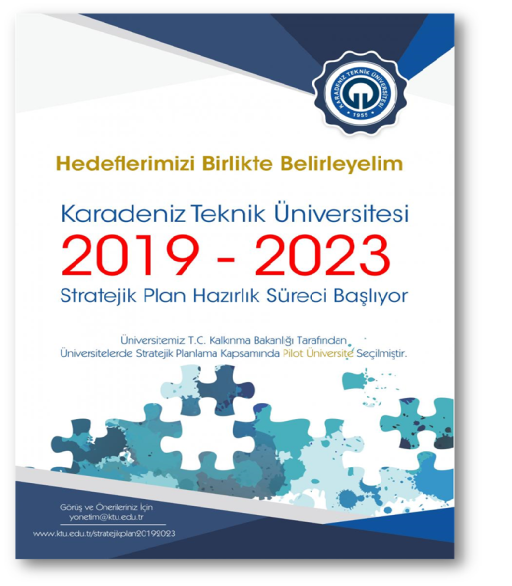 KARADENİZ TEKNİK ÜNİVERSİTESİ
1955
Hedeflerimizi Birlikte Belirleyelim
Karadeniz Teknik Üniversitesi
2019 - 2023
Stratejik Plan Hazırlık Süreci Başlıyor
Üniversitemiz T.C. Kalkınma Bakanlığı Tarafından
Üniversitelerde Stratejik Planlama Kapsamında Pilot Üniversite Seçilmiştir.
Görüş ve Önerileriniz İçin
yonetim@ktu.edu.tr
www.ktu.edu.tr/stratejikplan20192023